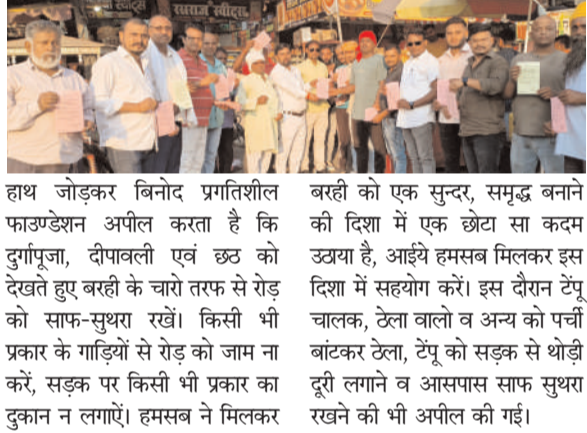 रसराज स्वीट्स
हाथ जोड़कर बिनोद प्रगतिशील
फाउण्डेशन अपील करता है कि
दुर्गापूजा, दीपावली एवं छठ को
देखते हुए बरही के चारो तरफ से रोड़
को साफ-सुथरा रखें। किसी भी
प्रकार के गाड़ियों से रोड़ को जाम ना
करें, सड़क पर किसी भी प्रकार का
दुकान न लगाऐं। हमसब ने मिलकर
बरही को एक सुन्दर, समृद्ध बनाने
की दिशा में एक छोटा सा कदम
उठाया है, आईये हमसब मिलकर इस
दिशा में सहयोग करें। इस दौरान टेंपू
चालक, ठेला वालो व अन्य को पर्ची
बांटकर ठेला, टेंपू को सड़क से थोड़ी
दूरी लगाने व आसपास साफ सुथरा
रखने की भी अपील की गई।